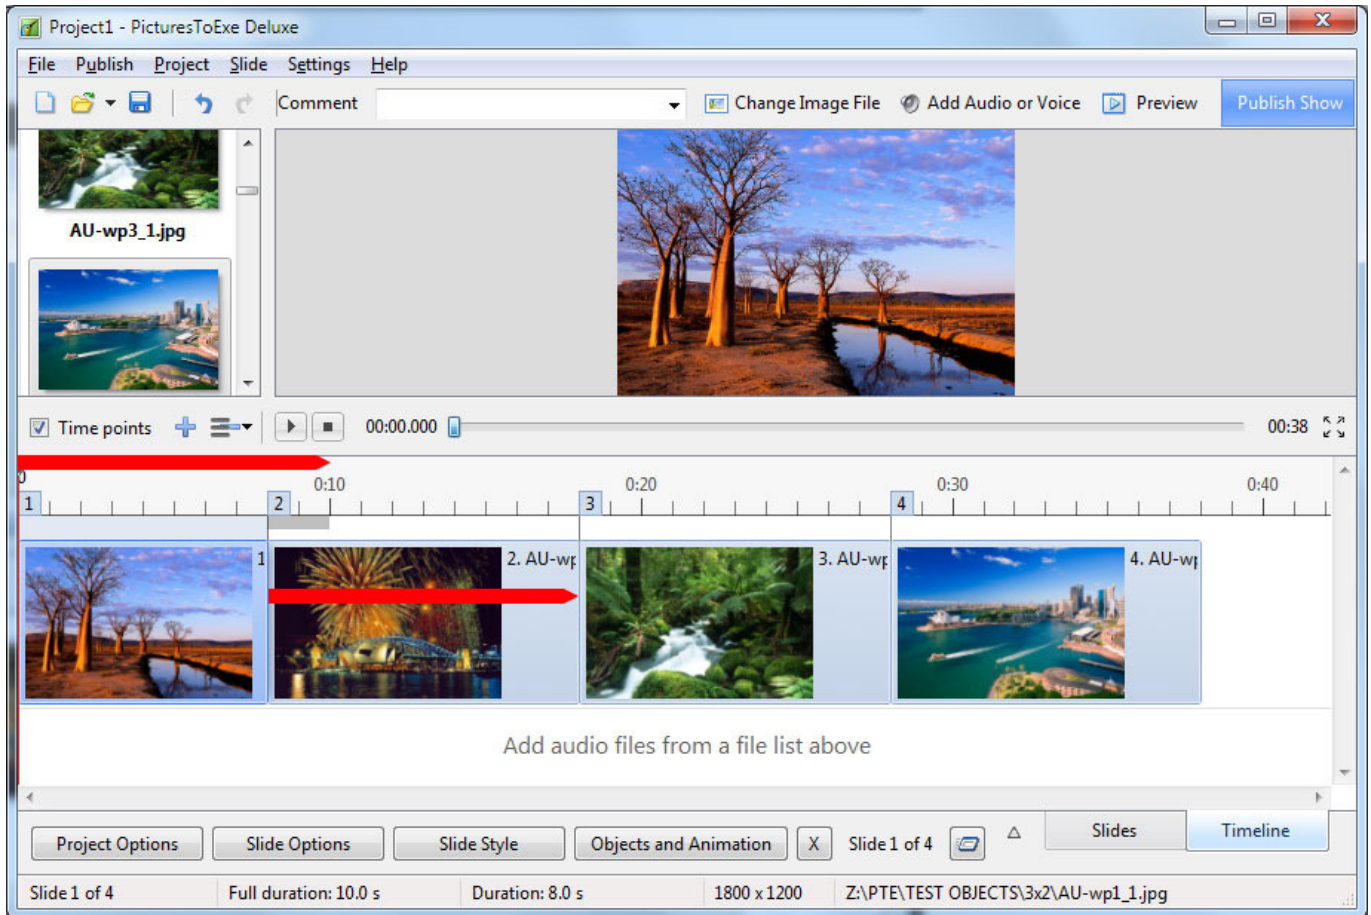 Project1 - PicturesToExe Deluxe
File Publish Project Slide Settings Help
Comment Change Image File Add Audio or Voice Preview Publish Show
AU-wp3_1.jpg
Time points 00:00.000 00:38
0 0:10 0:20 0:30 0:40
1 2 3 4
1 2. AU-wp 3. AU-wp 4. AU-wp
Add audio files from a file list above
Project Options Slide Options Slide Style Objects and Animation X Slide 1 of 4 Slides Timeline
Slide 1 of 4 Full duration: 10.0 s Duration: 8.0 s 1800 x 1200 Z:\PTE\TEST OBJECTS\3x2\AU-wp1_1.jpg